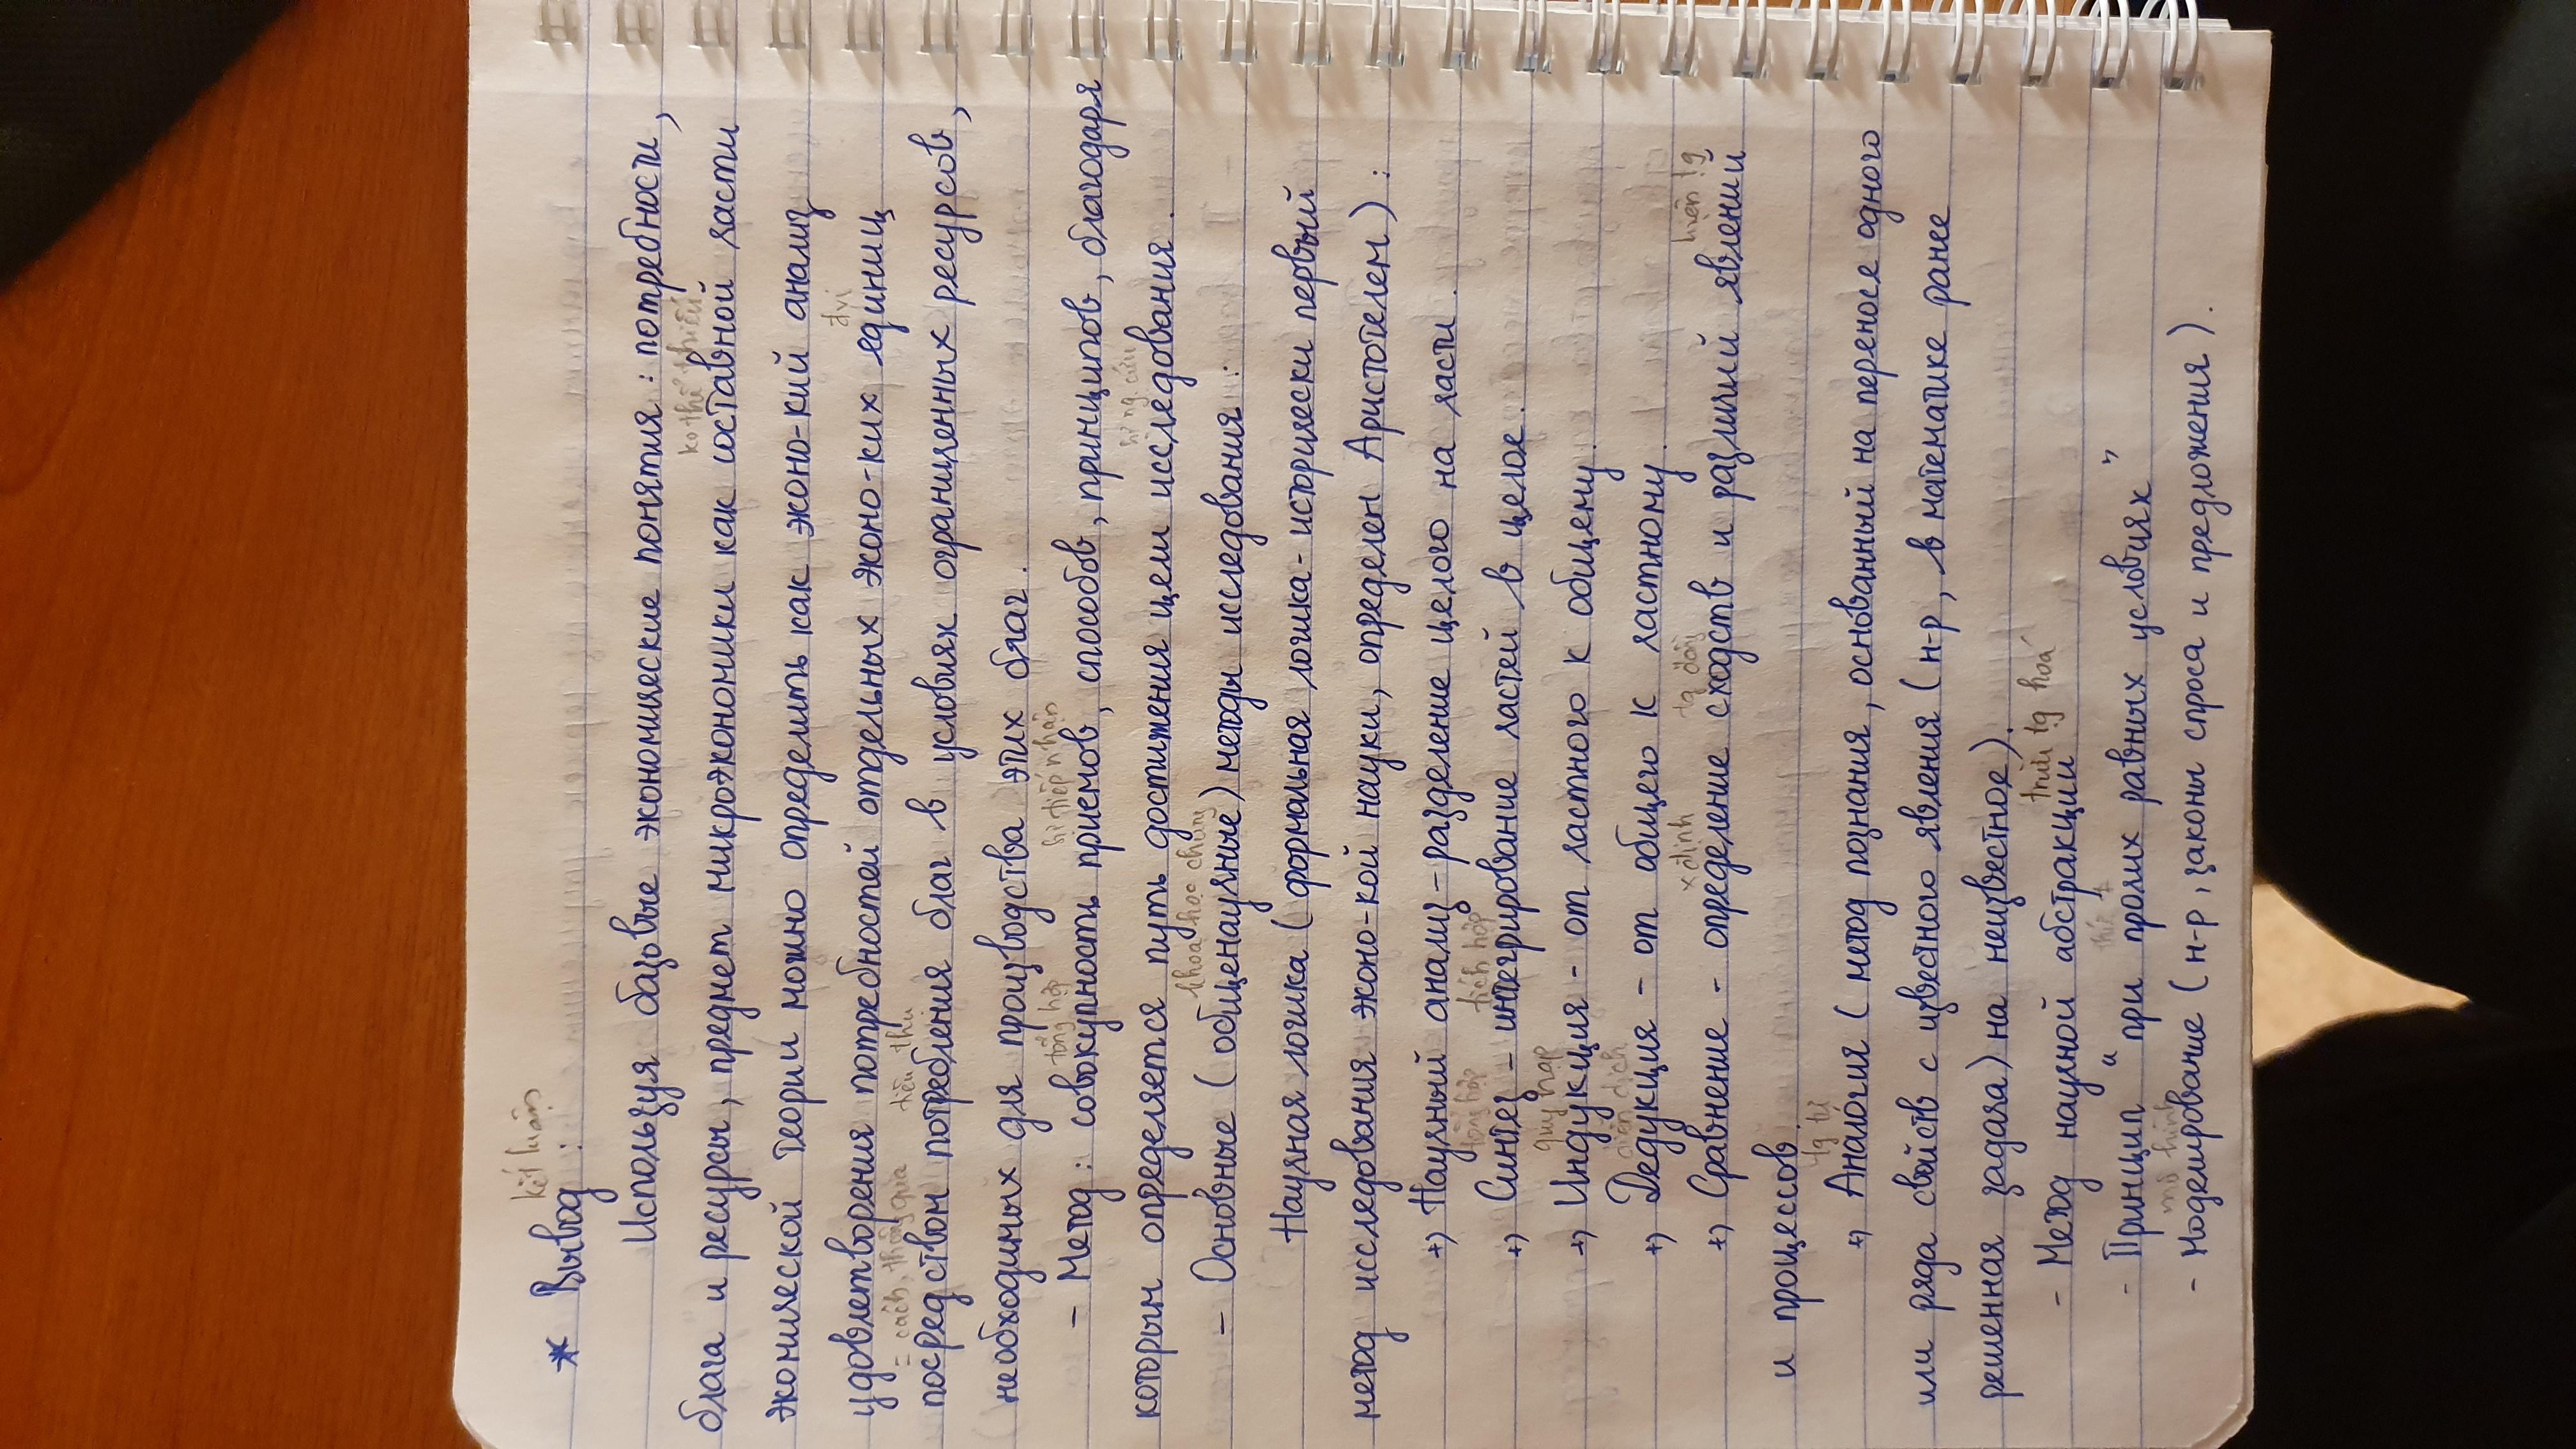 kết luận
* Вывод :
Используя базовые экономические понятия : потребности,
ko thể thiếu
блага и ресурсы, предмет микроэкономики как составной части
экомической теории можно определить как эконо-кий анализ
đvị
удовлетворения потребностей отдельных эконо-ких единиц
= cách, thông qua tiêu thụ
посредством потребления благ в условиях ограниченных ресурсов,
необходимых для производства этих благ.
tổng hợp tiếp nhận
- Метод: совокупность приемов, способов, принципов, благодаря
ng. cứu
которым определяется путь достижения цели исследования.
khoa học chung
- Основные (общенаучные) методы исследования :
Научная логика ( формальная логика - исторически первый
метод исследования эконо-кой науки, определен Аристотелем) :
+) Научный анализ - разделение целого на части.
tổng hợp tích hợp
+) Синтез - интегрирование частей в целое.
quy nạp
+) Индукция - от частного к общему.
diễn dịch
+) Дедукция - от общего к частному.
x định tg đồng hiện tg
+) Сравнение - определение сходств и различий явлений
и процессов.
tg tự
+) Аналогия ( метод познания, основанный на переносе одного
или ряда свойств с известного явления (н-р, в математике ранее
решенная задача) на неизвестное).
trừu tg hoá
- Метод научной абстракции
- Принцип "при прочих равных условиях"
mô hình
- Моделирование (н-р, законы спроса и предложения).